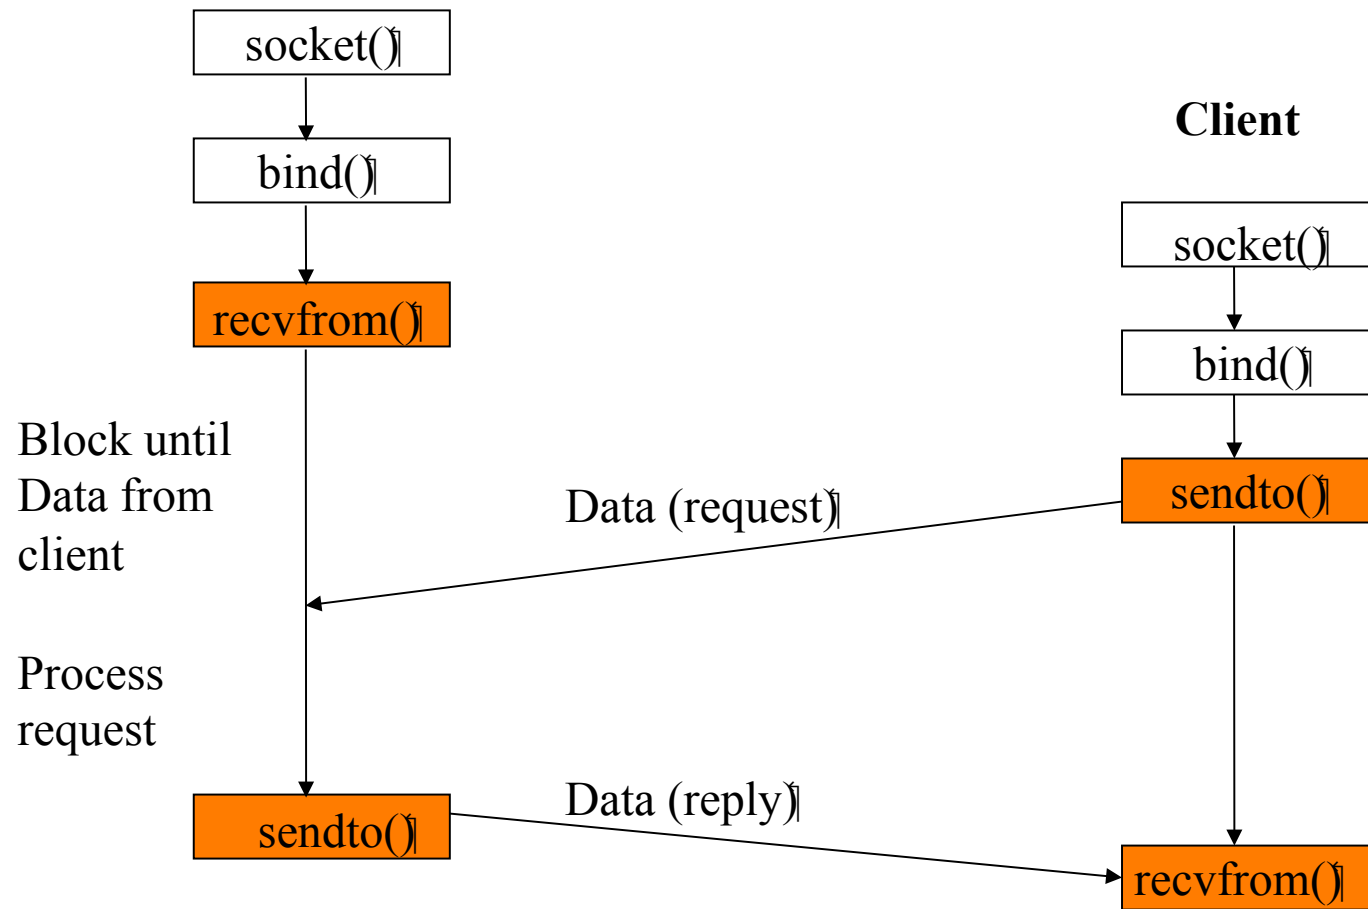 socket()
bind()
recvfrom()
Block until
Data from
client
Process
request
sendto()
Data (request)
Data (reply)
Client
socket()
bind()
sendto()
recvfrom()